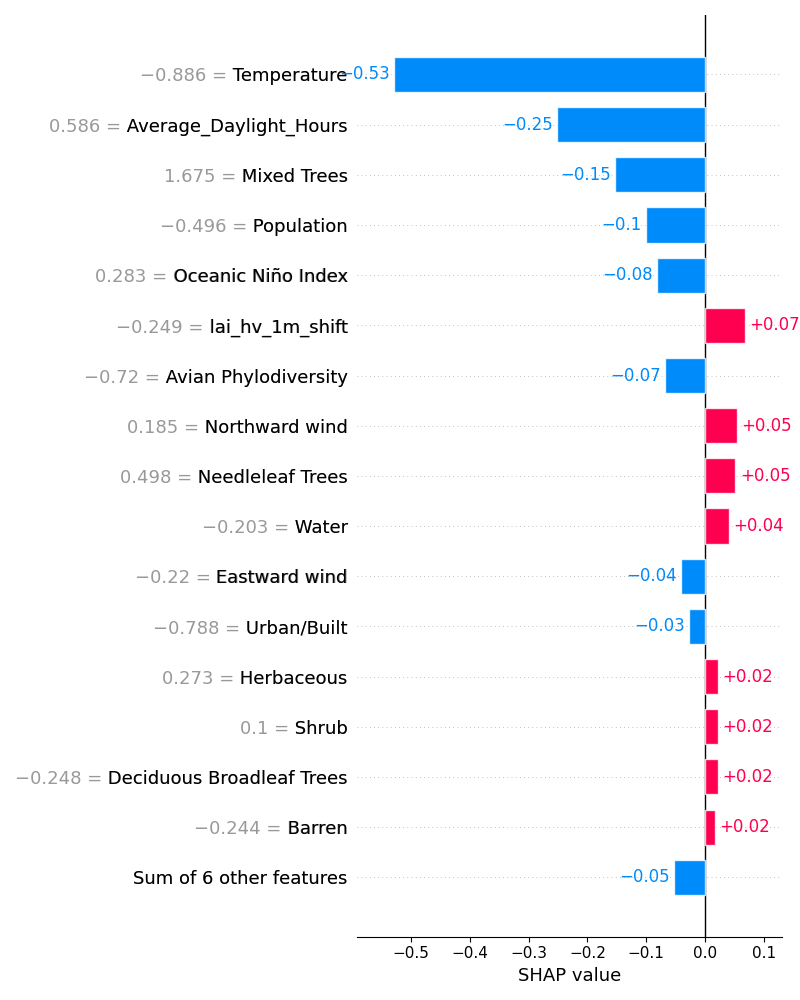 −0.886 = Temperature −0.53
0.586 = Average_Daylight_Hours −0.25
1.675 = Mixed Trees −0.15
−0.496 = Population −0.1
0.283 = Oceanic Niño Index −0.08
−0.249 = lai_hv_1m_shift +0.07
−0.72 = Avian Phylodiversity −0.07
0.185 = Northward wind +0.05
0.498 = Needleleaf Trees +0.05
−0.203 = Water +0.04
−0.22 = Eastward wind −0.04
−0.788 = Urban/Built −0.03
0.273 = Herbaceous +0.02
0.1 = Shrub +0.02
−0.248 = Deciduous Broadleaf Trees +0.02
−0.244 = Barren +0.02
Sum of 6 other features −0.05
−0.5 −0.4 −0.3 −0.2 −0.1 0.0 0.1
SHAP value